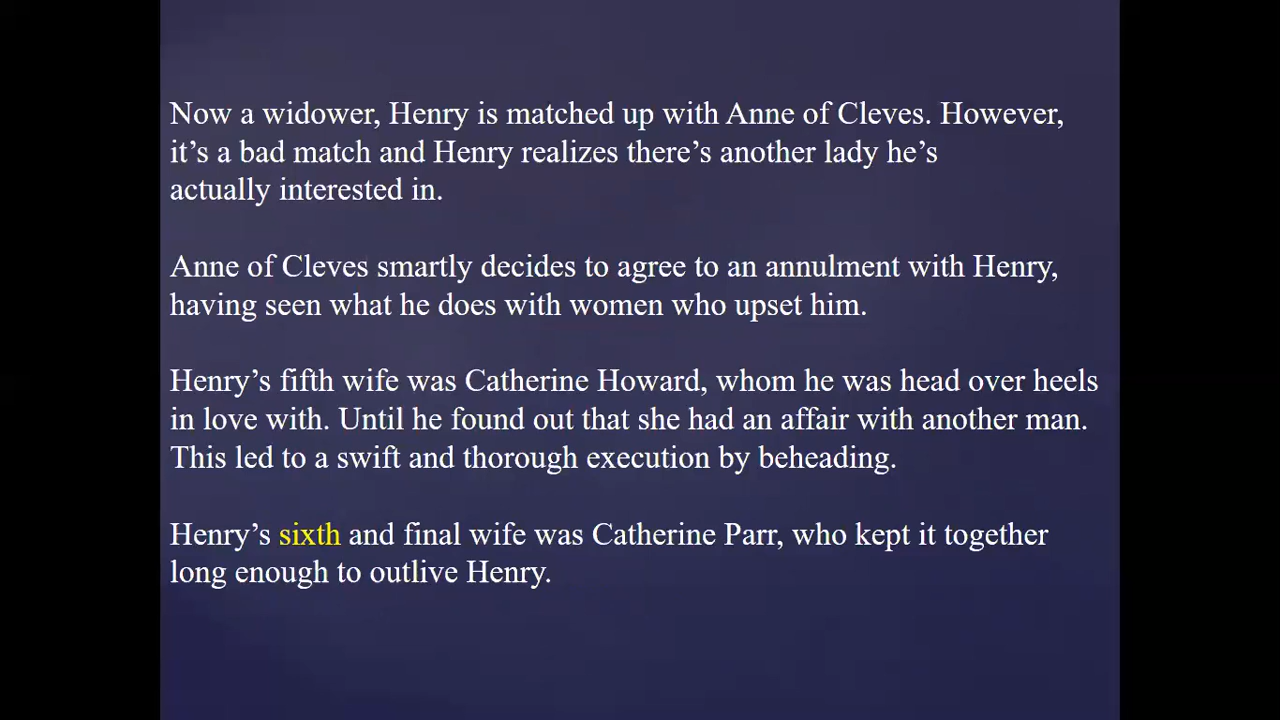 Now a widower, Henry is matched up with Anne of Cleves. However,
it’s a bad match and Henry realizes there’s another lady he’s
actually interested in.
Anne of Cleves smartly decides to agree to an annulment with Henry,
having seen what he does with women who upset him.
Henry’s fifth wife was Catherine Howard, whom he was head over heels
in love with. Until he found out that she had an affair with another man.
This led to a swift and thorough execution by beheading.
Henry’s sixth and final wife was Catherine Parr, who kept it together
long enough to outlive Henry.